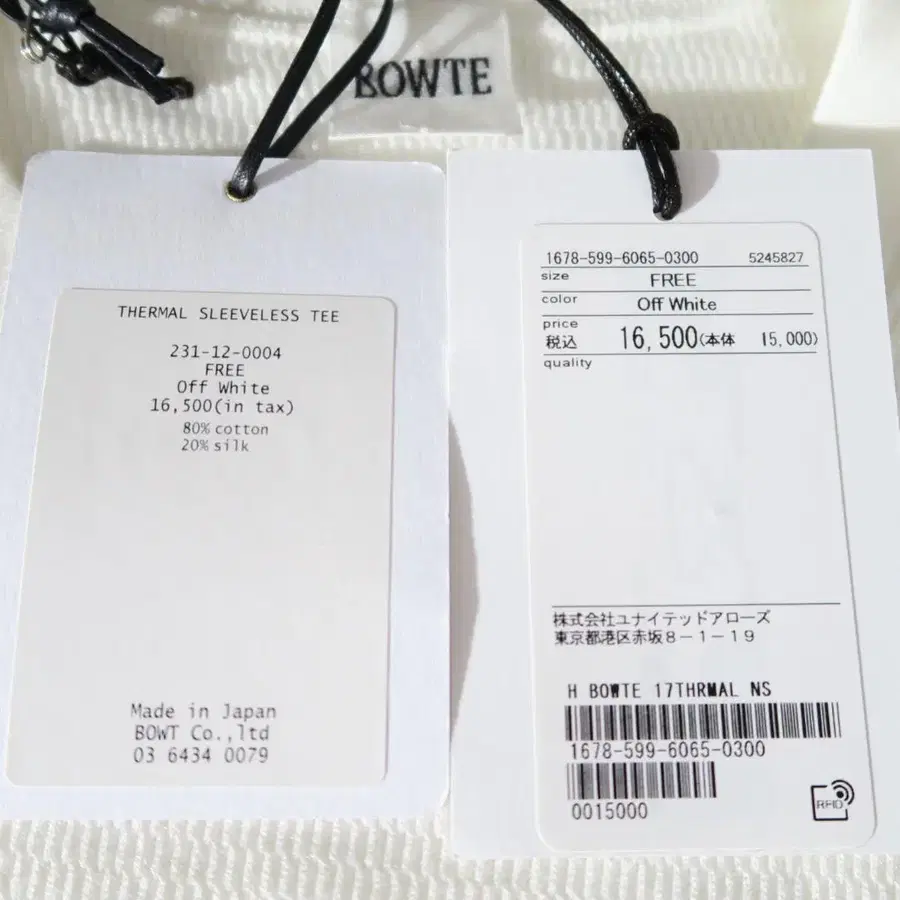 BOWTE
THERMAL SLEEVELESS TEE
231-12-0004
FREE
Off White
16,500(in tax)
80% cotton
20% silk
Made in Japan
BOWT Co.,ltd
03 6434 0079
1678-599-6065-0300 5245827
size FREE
color Off White
price
税込 16,500(本体 15,000)
quality
株式会社ユナイテッドアローズ
東京都港区赤坂8-1-19
H BOWTE 17THRMAL NS
1678-599-6065-0300
0015000
RFID